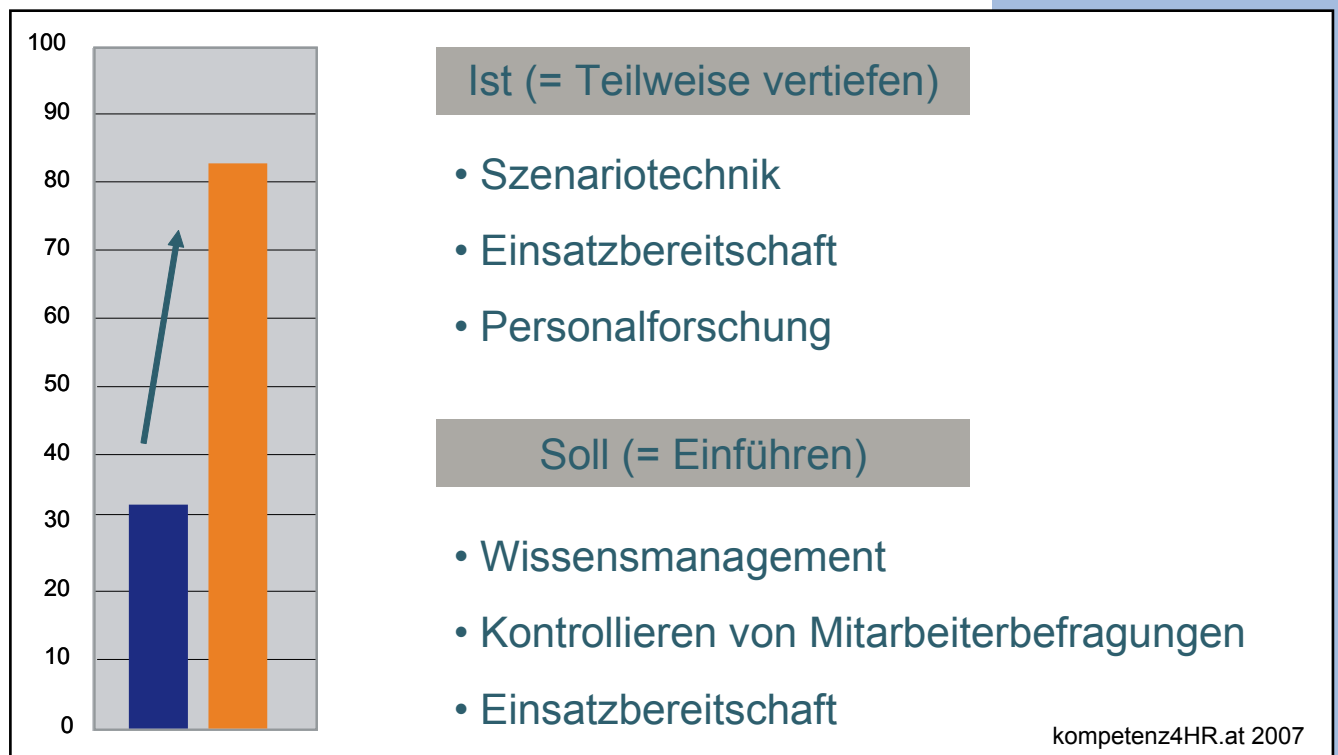 100
90
80
70
60
50
40
30
20
10
0
Ist (= Teilweise vertiefen)
• Szenariotechnik
• Einsatzbereitschaft
• Personalforschung
Soll (= Einführen)
• Wissensmanagement
• Kontrollieren von Mitarbeiterbefragungen
• Einsatzbereitschaft
kompetenz4HR.at 2007